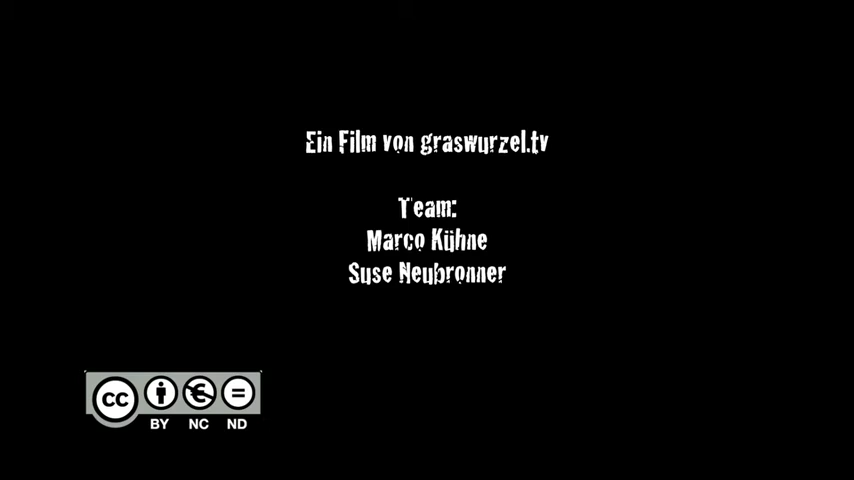 Ein Film von graswurzel.tv
Team:
Marco Kühne
Suse Neubronner
cc
BY NC ND